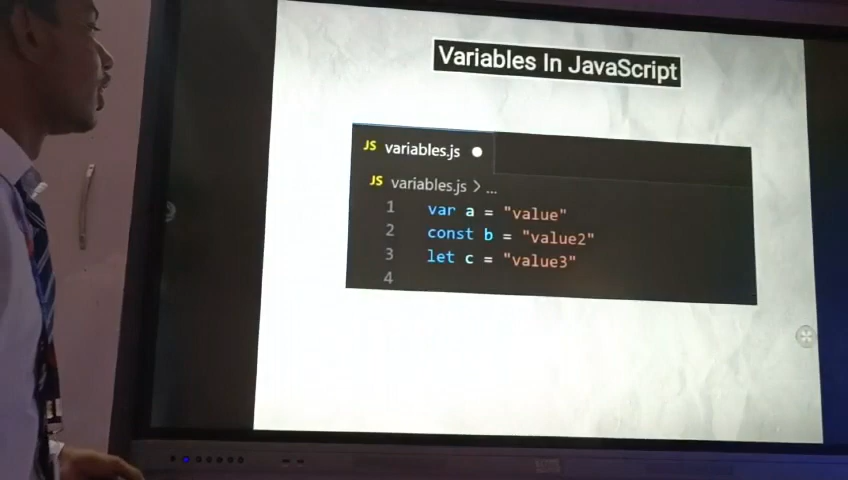 Variables In JavaScript
JS variables.js
JS variables.js > ...
1 var a = "value"
2 const b = "value2"
3 let c = "value3"
4